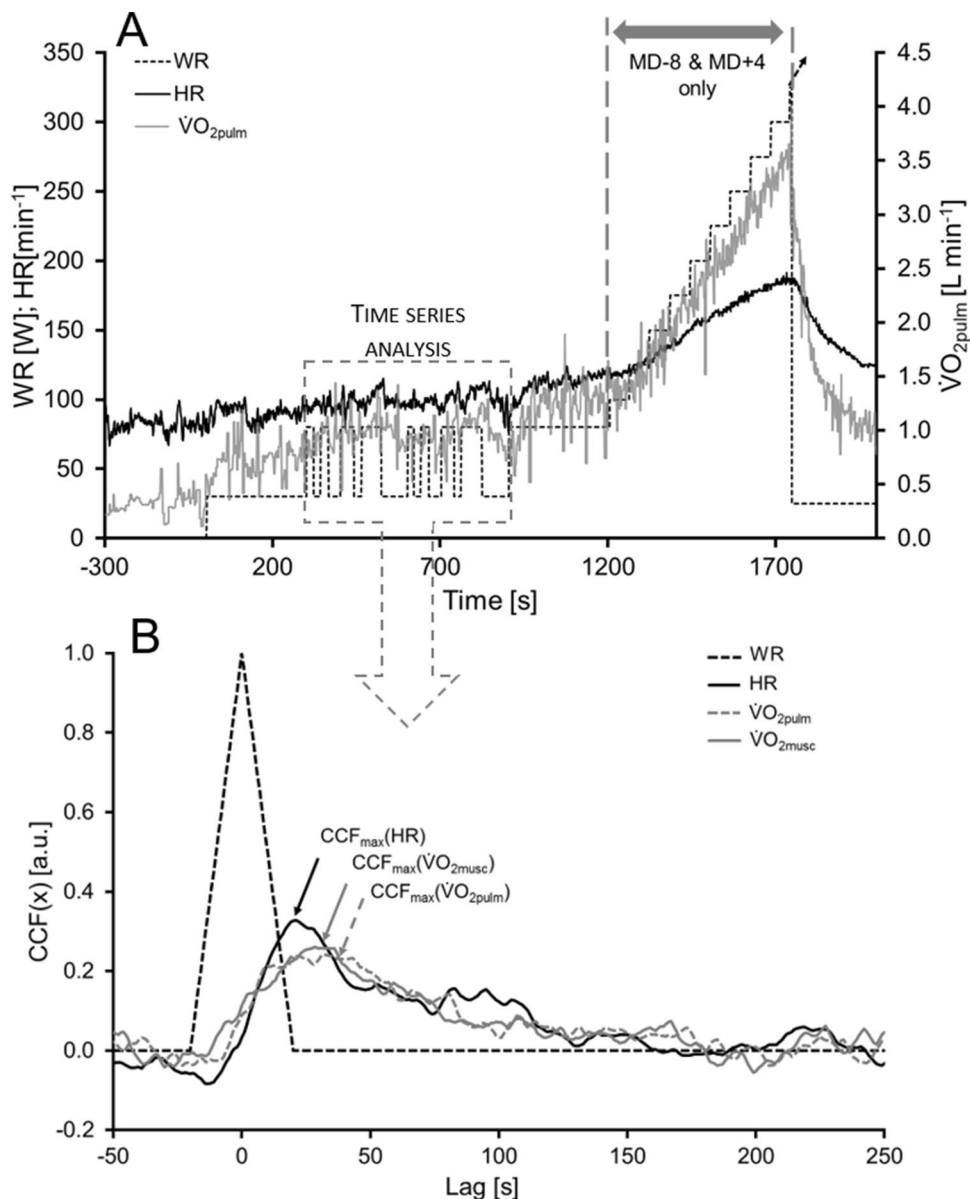 A
WR
HR
V̇O2pulm
MD-8 & MD+4
only
TIME SERIES
ANALYSIS
350
300
250
200
150
100
50
0
WR [W]; HR[min-1]
4.5
4.0
3.5
3.0
2.5
2.0
1.5
1.0
0.5
0.0
V̇O2pulm [L min-1]
-300
200
700
1200
1700
Time [s]
B
WR
HR
V̇O2pulm
V̇O2musc
CCFmax(HR)
CCFmax(V̇O2musc)
CCFmax(V̇O2pulm)
1.0
0.8
0.6
0.4
0.2
0.0
-0.2
CCF(x) [a.u.]
-50
0
50
100
150
200
250
Lag [s]